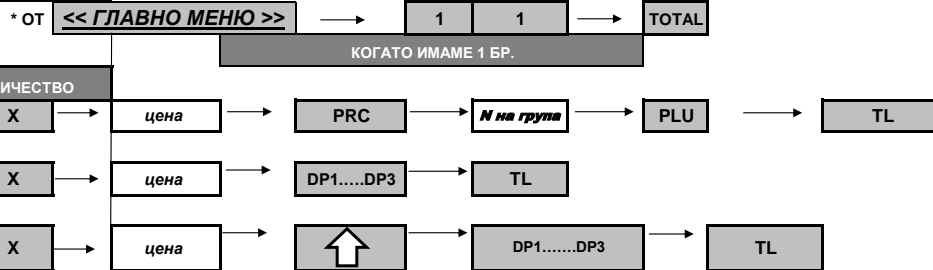 * ОТ << ГЛАВНО МЕНЮ >> 1 1 TOTAL
КОГАТО ИМАМЕ 1 БР.
ИЧЕСТВО
X цена PRC N на група PLU TL
X цена DP1.....DP3 TL
X цена DP1.......DP3 TL